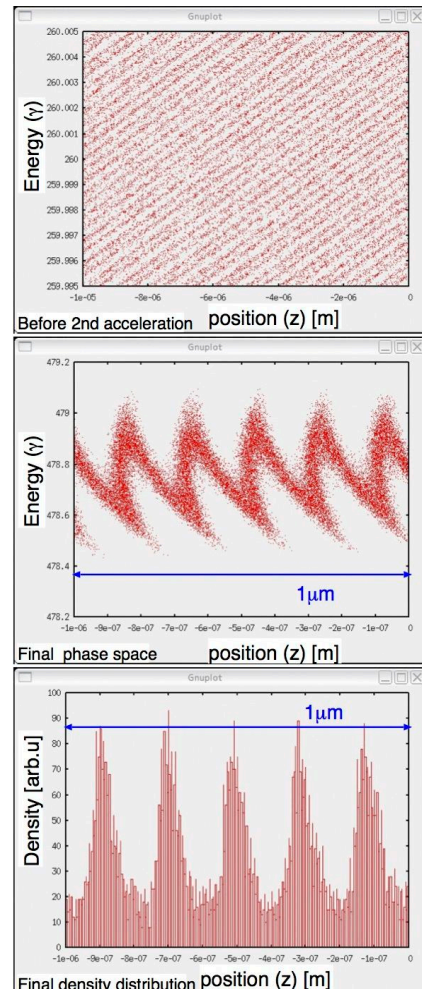 Gnuplot
260.005
260.004
260.003
260.002
260.001
260
259.999
259.998
259.997
259.996
259.995
Energy (γ)
-1e-05 -8e-06 -6e-06 -4e-06 -2e-06 0
Before 2nd acceleration position (z) [m]
Gnuplot
479.2
479
478.8
478.6
478.4
478.2
Energy (γ)
1μm
-1e-06 -9e-07 -8e-07 -7e-07 -6e-07 -5e-07 -4e-07 -3e-07 -2e-07 -1e-07 0
Final phase space position (z) [m]
Gnuplot
100
90
80
70
60
50
40
30
20
10
0
Density [arb.u]
1μm
-1e-06 -9e-07 -8e-07 -7e-07 -6e-07 -5e-07 -4e-07 -3e-07 -2e-07 -1e-07 0
Final density distribution position (z) [m]